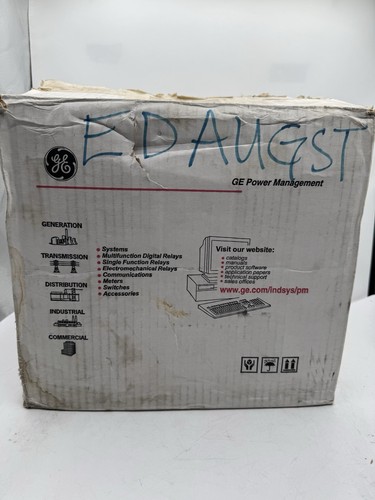 ED AUGST
GE
GE Power Management
GENERATION
TRANSMISSION
DISTRIBUTION
INDUSTRIAL
COMMERCIAL
• Systems
• Multifunction Digital Relays
• Single Function Relays
• Electromechanical Relays
• Communications
• Meters
• Switches
• Accessories
Visit our website:
• catalogs
• manuals
• product software
• application papers
• technical support
• sales offices
www.ge.com/indsys/pm